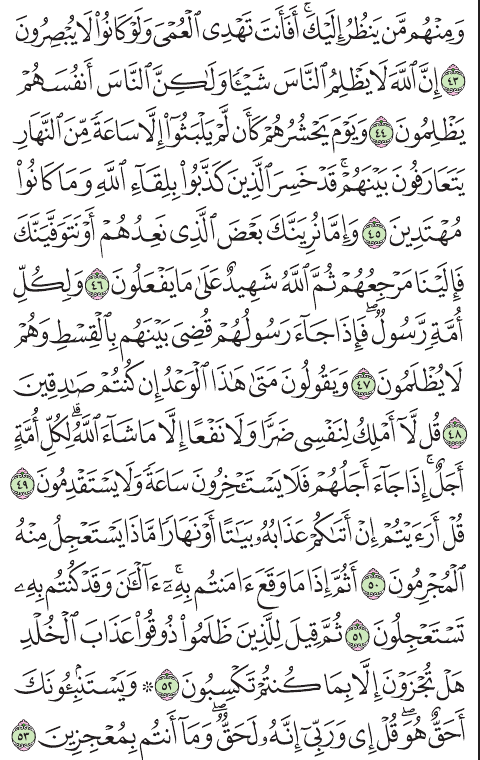 وَمِنْهُم مَّن يَنظُرُ إِلَيْكَ ۚ أَفَأَنتَ تَهْدِى ٱلْعُمْىَ وَلَوْ كَانُوا۟ لَا يُبْصِرُونَ
٤٣ إِنَّ ٱللَّهَ لَا يَظْلِمُ ٱلنَّاسَ شَيْـًٔا وَلَـٰكِنَّ ٱلنَّاسَ أَنفُسَهُمْ
يَظْلِمُونَ ٤٤ وَيَوْمَ يَحْشُرُهُمْ كَأَن لَّمْ يَلْبَثُوٓا۟ إِلَّا سَاعَةً مِّنَ ٱلنَّهَارِ
يَتَعَارَفُونَ بَيْنَهُمْ ۚ قَدْ خَسِرَ ٱلَّذِينَ كَذَّبُوا۟ بِلِقَآءِ ٱللَّهِ وَمَا كَانُوا۟
مُهْتَدِينَ ٤٥ وَإِمَّا نُرِيَنَّكَ بَعْضَ ٱلَّذِى نَعِدُهُمْ أَوْ نَتَوَفَّيَنَّكَ
فَإِلَيْنَا مَرْجِعُهُمْ ثُمَّ ٱللَّهُ شَهِيدٌ عَلَىٰ مَا يَفْعَلُونَ ٤٦ وَلِكُلِّ
أُمَّةٍ رَّسُولٌ ۖ فَإِذَا جَآءَ رَسُولُهُمْ قُضِىَ بَيْنَهُم بِٱلْقِسْطِ وَهُمْ
لَا يُظْلَمُونَ ٤٧ وَيَقُولُونَ مَتَىٰ هَـٰذَا ٱلْوَعْدُ إِن كُنتُمْ صَـٰدِقِينَ
٤٨ قُل لَّآ أَمْلِكُ لِنَفْسِى ضَرًّا وَلَا نَفْعًا إِلَّا مَا شَآءَ ٱللَّهُ ۗ لِكُلِّ أُمَّةٍ
أَجَلٌ ۚ إِذَا جَآءَ أَجَلُهُمْ فَلَا يَسْتَـْٔخِرُونَ سَاعَةً وَلَا يَسْتَقْدِمُونَ ٤٩
قُلْ أَرَءَيْتُمْ إِنْ أَتَىٰكُمْ عَذَابُهُۥ بَيَـٰتًا أَوْ نَهَارًا مَّاذَا يَسْتَعْجِلُ مِنْهُ
ٱلْمُجْرِمُونَ ٥٠ أَثُمَّ إِذَا مَا وَقَعَ ءَامَنتُم بِهِۦٓ ۚ ءَآلْـَٔـٰنَ وَقَدْ كُنتُم بِهِۦ
تَسْتَعْجِلُونَ ٥١ ثُمَّ قِيلَ لِلَّذِينَ ظَلَمُوا۟ ذُوقُوا۟ عَذَابَ ٱلْخُلْدِ
هَلْ تُجْزَوْنَ إِلَّا بِمَا كُنتُمْ تَكْسِبُونَ ٥٢ ۞ وَيَسْتَنۢبِـُٔونَكَ
أَحَقٌّ هُوَ ۖ قُلْ إِى وَرَبِّىٓ إِنَّهُۥ لَحَقٌّ ۖ وَمَآ أَنتُم بِمُعْجِزِينَ ٥٣